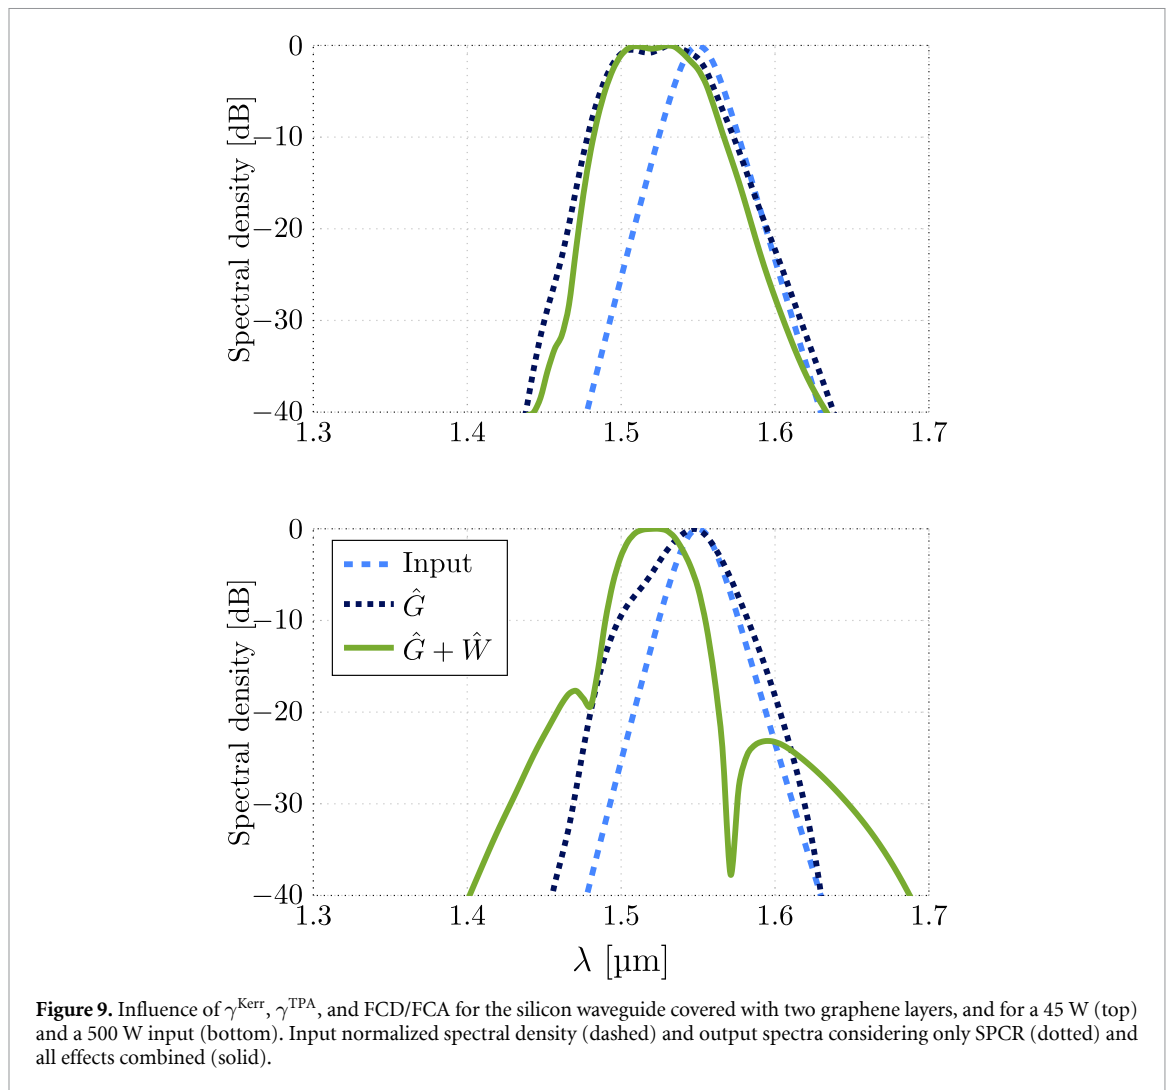 0
−10
−20
−30
−40
Spectral density [dB]
1.3 1.4 1.5 1.6 1.7
0
−10
−20
−30
−40
Spectral density [dB]
Input
Ĝ
Ĝ + Ŵ
1.3 1.4 1.5 1.6 1.7
λ [µm]
Figure 9. Influence of γ^Kerr, γ^TPA, and FCD/FCA for the silicon waveguide covered with two graphene layers, and for a 45 W (top)
and a 500 W input (bottom). Input normalized spectral density (dashed) and output spectra considering only SPCR (dotted) and
all effects combined (solid).